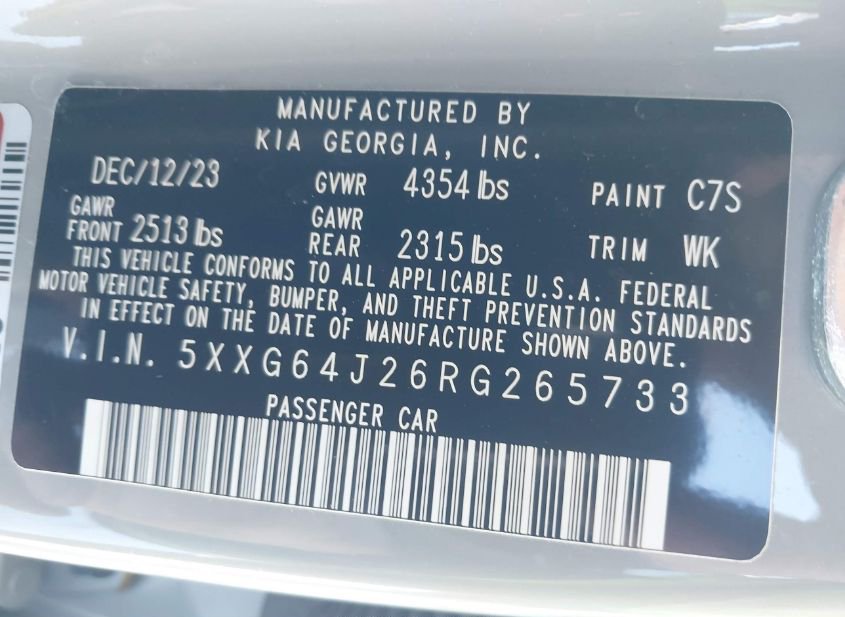 MANUFACTURED BY
KIA GEORGIA, INC.
DEC/12/23 GVWR 4354 lbs PAINT C7S
GAWR FRONT 2513 lbs GAWR REAR 2315 lbs TRIM WK
THIS VEHICLE CONFORMS TO ALL APPLICABLE U.S.A. FEDERAL
MOTOR VEHICLE SAFETY, BUMPER, AND THEFT PREVENTION STANDARDS
IN EFFECT ON THE DATE OF MANUFACTURE SHOWN ABOVE.
V.I.N. 5XXG64J26RG265733
PASSENGER CAR